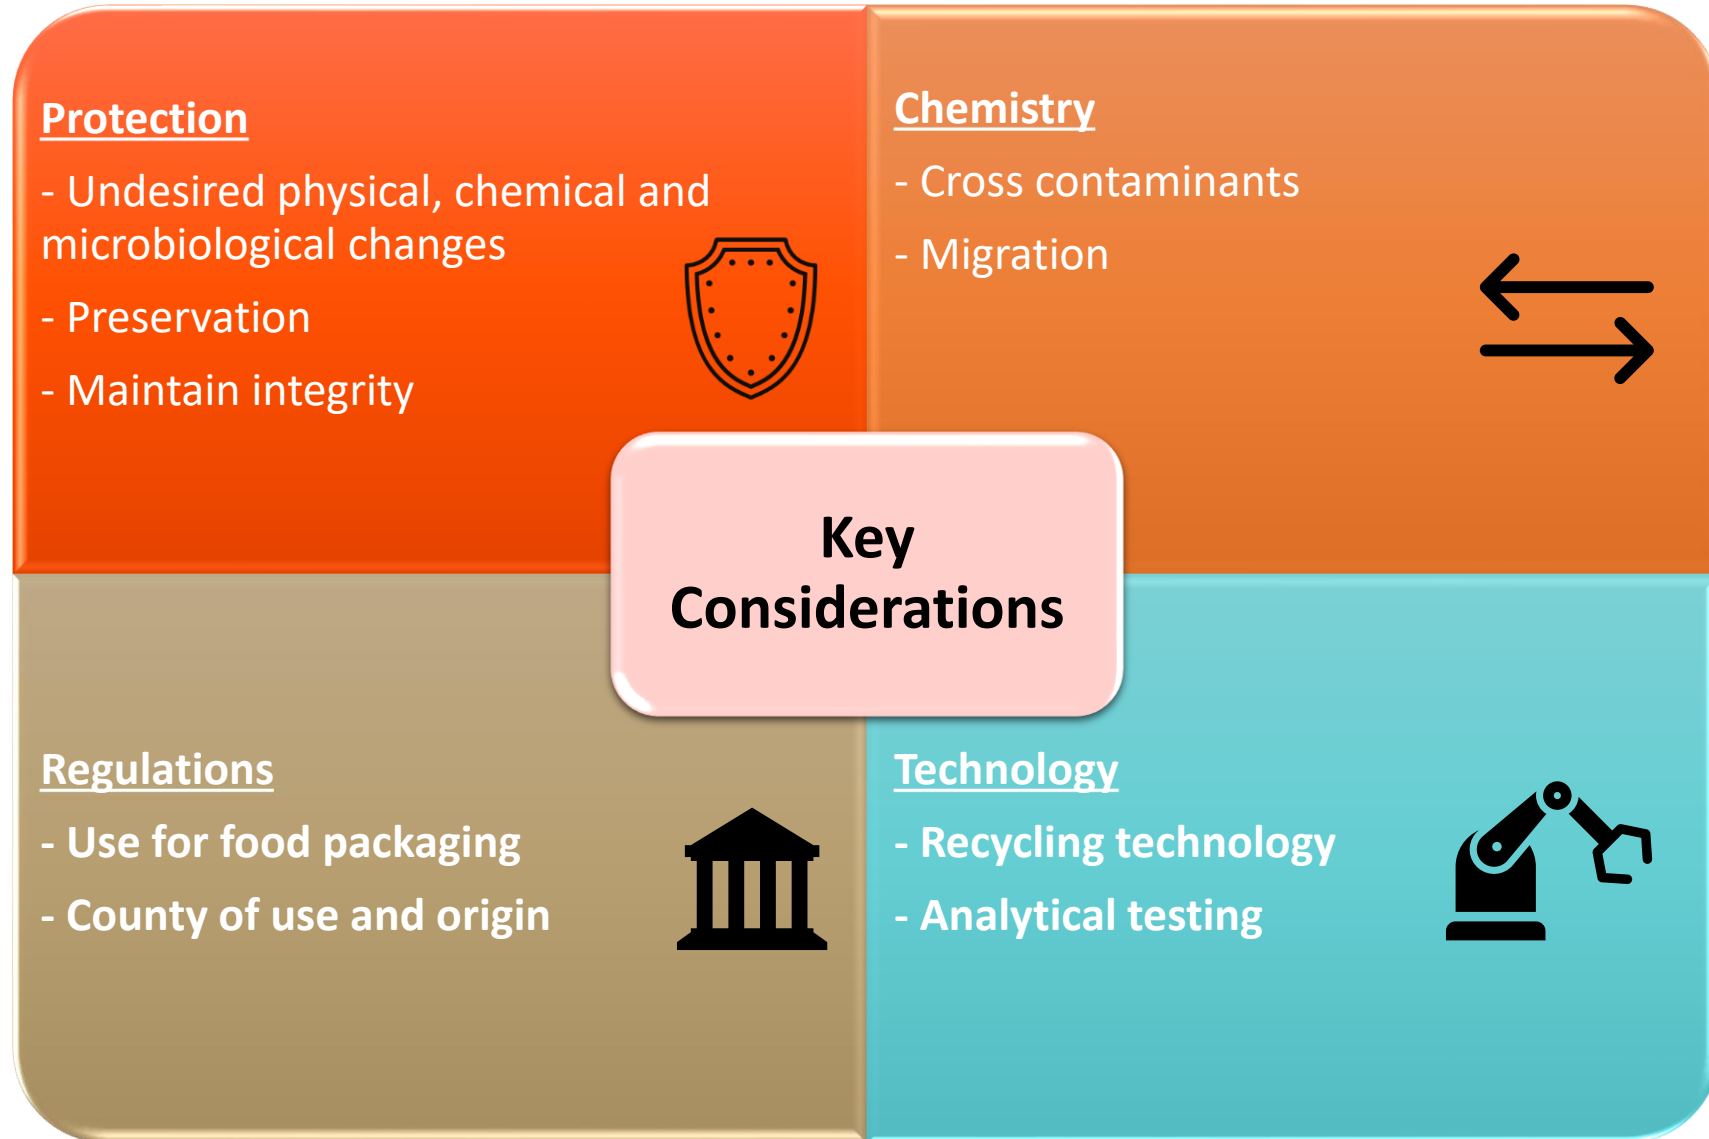 Protection
- Undesired physical, chemical and
microbiological changes
- Preservation
- Maintain integrity
Chemistry
- Cross contaminants
- Migration
Key
Considerations
Regulations
- Use for food packaging
- County of use and origin
Technology
- Recycling technology
- Analytical testing